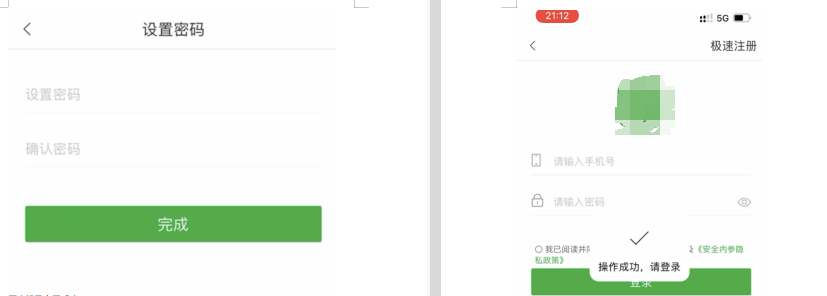 设置密码
设置密码
确认密码
完成
21:12
5G
极速注册
请输入手机号
请输入密码
我已阅读并
《安全内参隐
私政策》
操作成功，请登录
登录